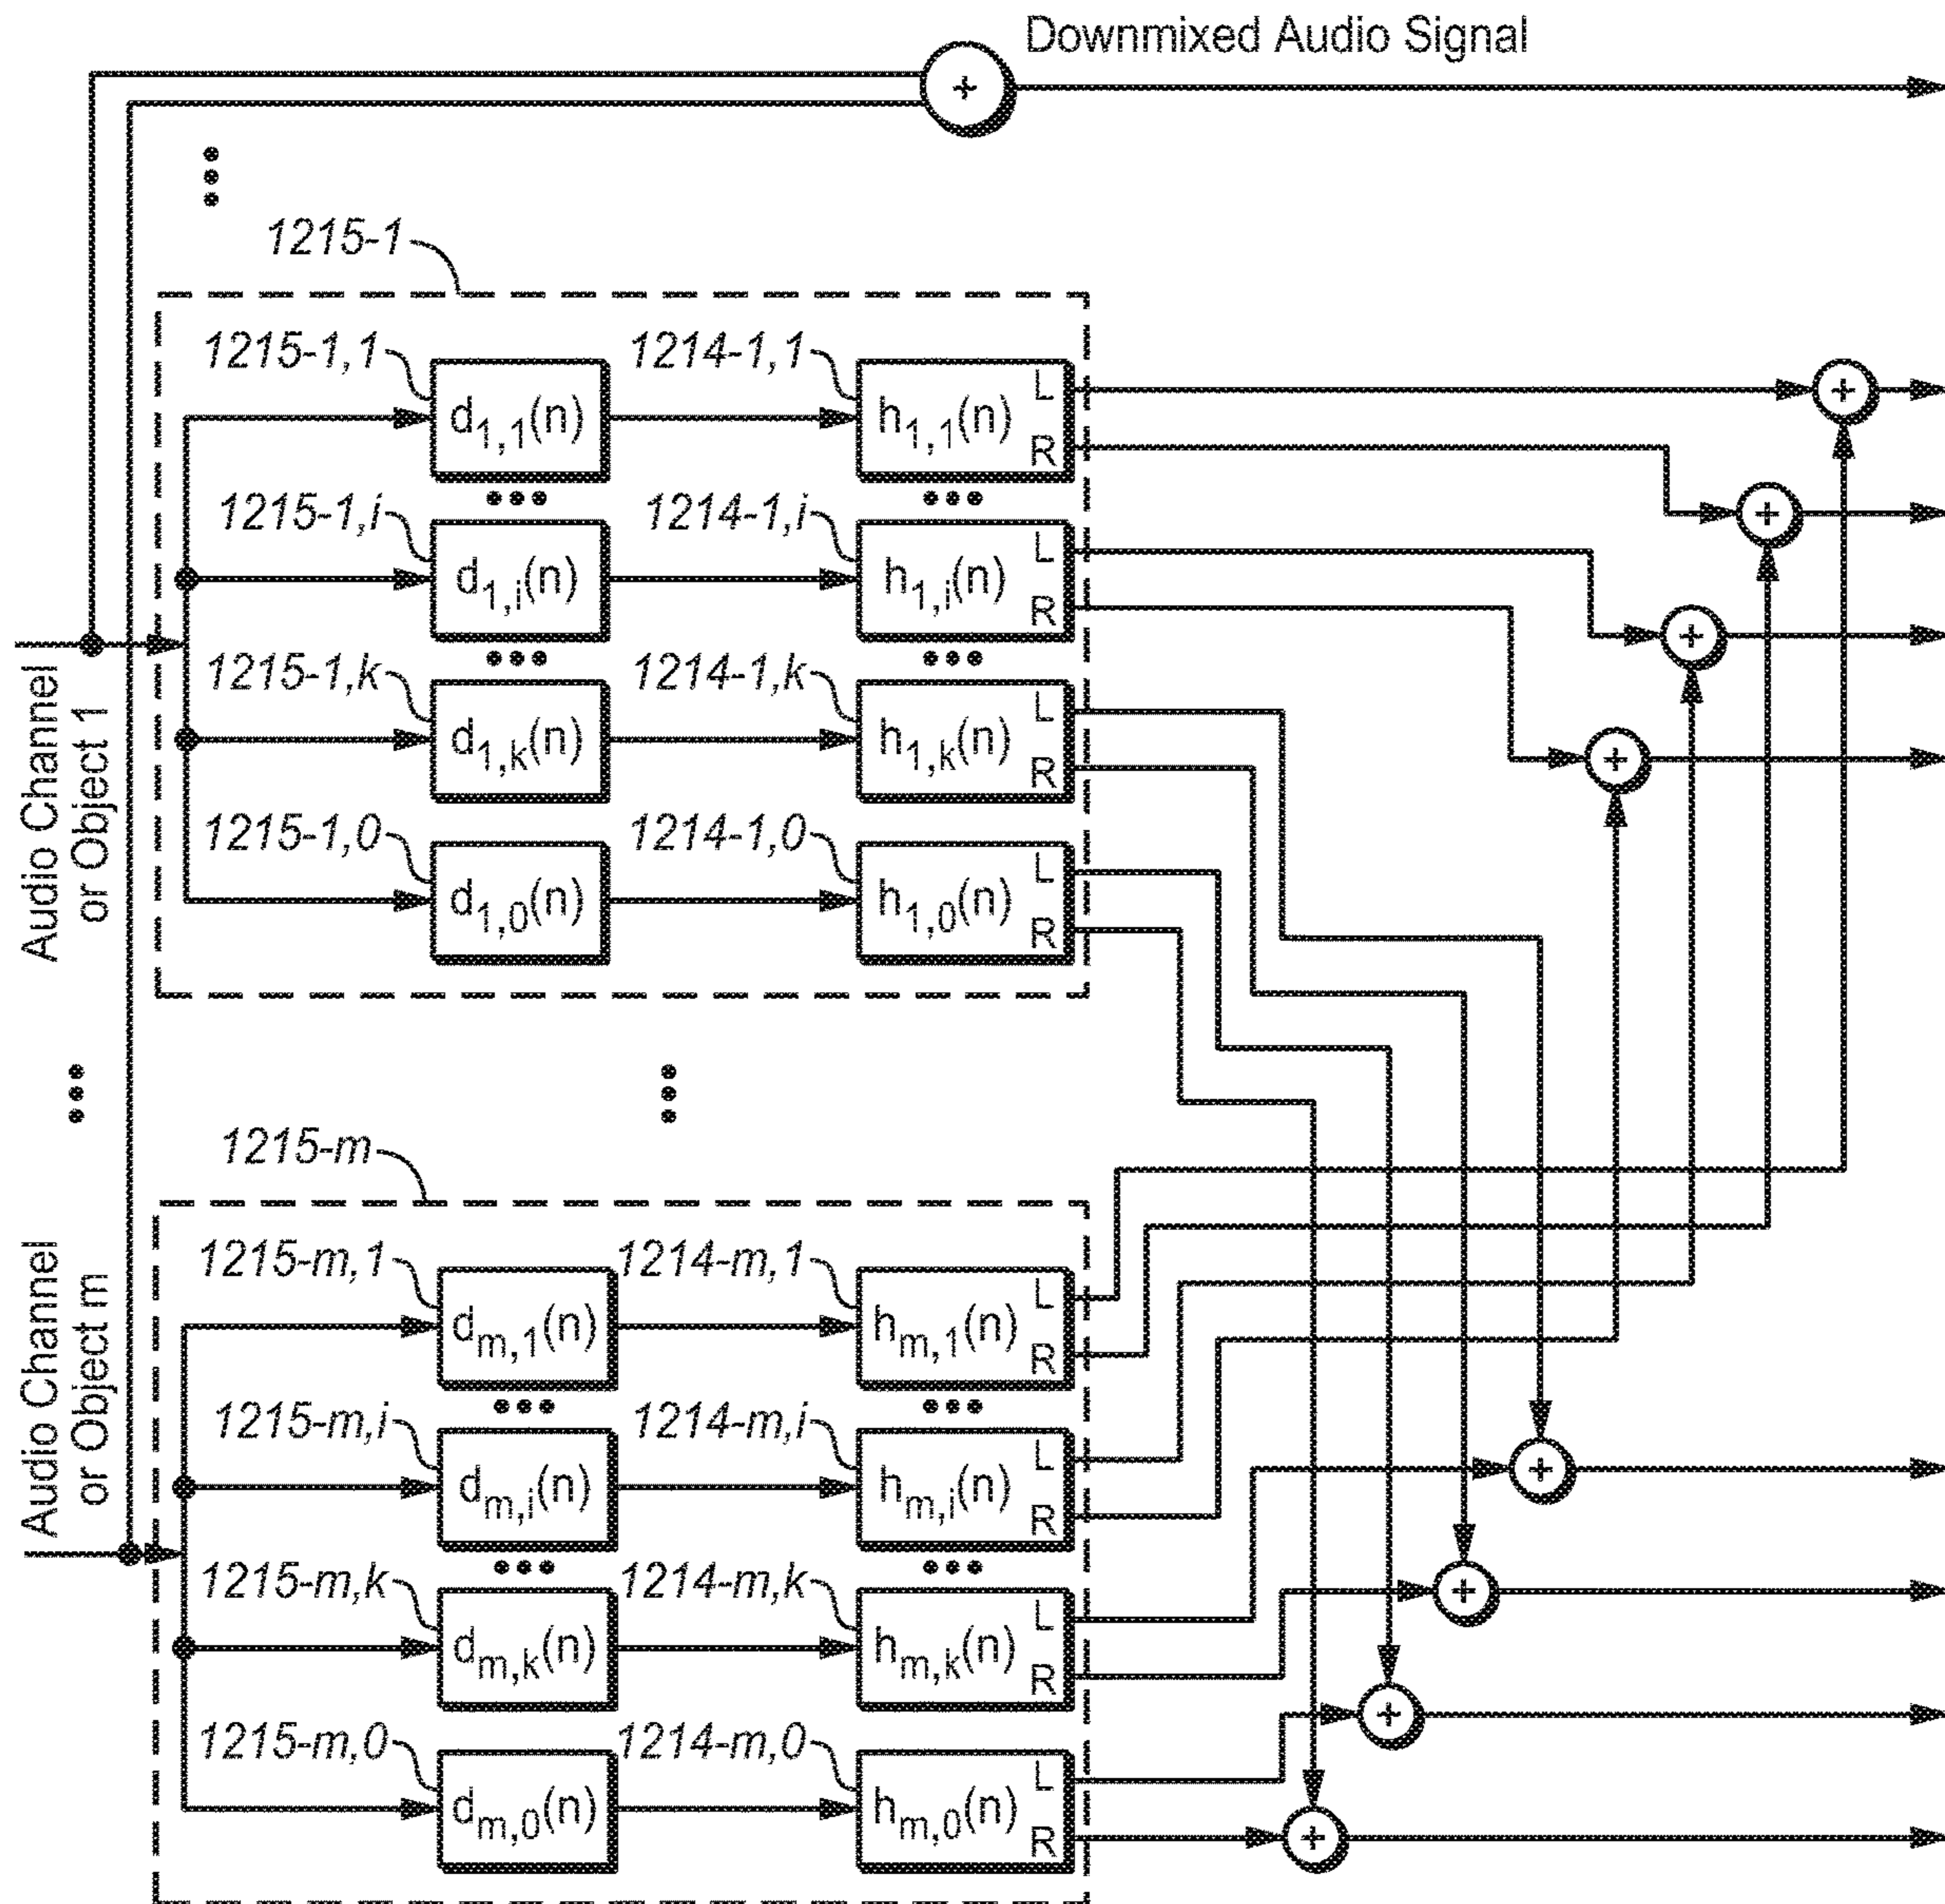 Downmixed Audio Signal
+
1215-1
1215-1,1
1214-1,1
d1,1(n)
h1,1(n)
L
R
+
+
1215-1,i
1214-1,i
d1,i(n)
h1,i(n)
L
R
+
+
1215-1,k
1214-1,k
d1,k(n)
h1,k(n)
L
R
1215-1,0
1214-1,0
d1,0(n)
h1,0(n)
L
R
Audio Channel
or Object 1
1215-m
1215-m,1
1214-m,1
dm,1(n)
hm,1(n)
L
R
1215-m,i
1214-m,i
dm,i(n)
hm,i(n)
L
R
+
1215-m,k
1214-m,k
dm,k(n)
hm,k(n)
L
R
+
1215-m,0
1214-m,0
dm,0(n)
hm,0(n)
L
R
+
+
Audio Channel
or Object m